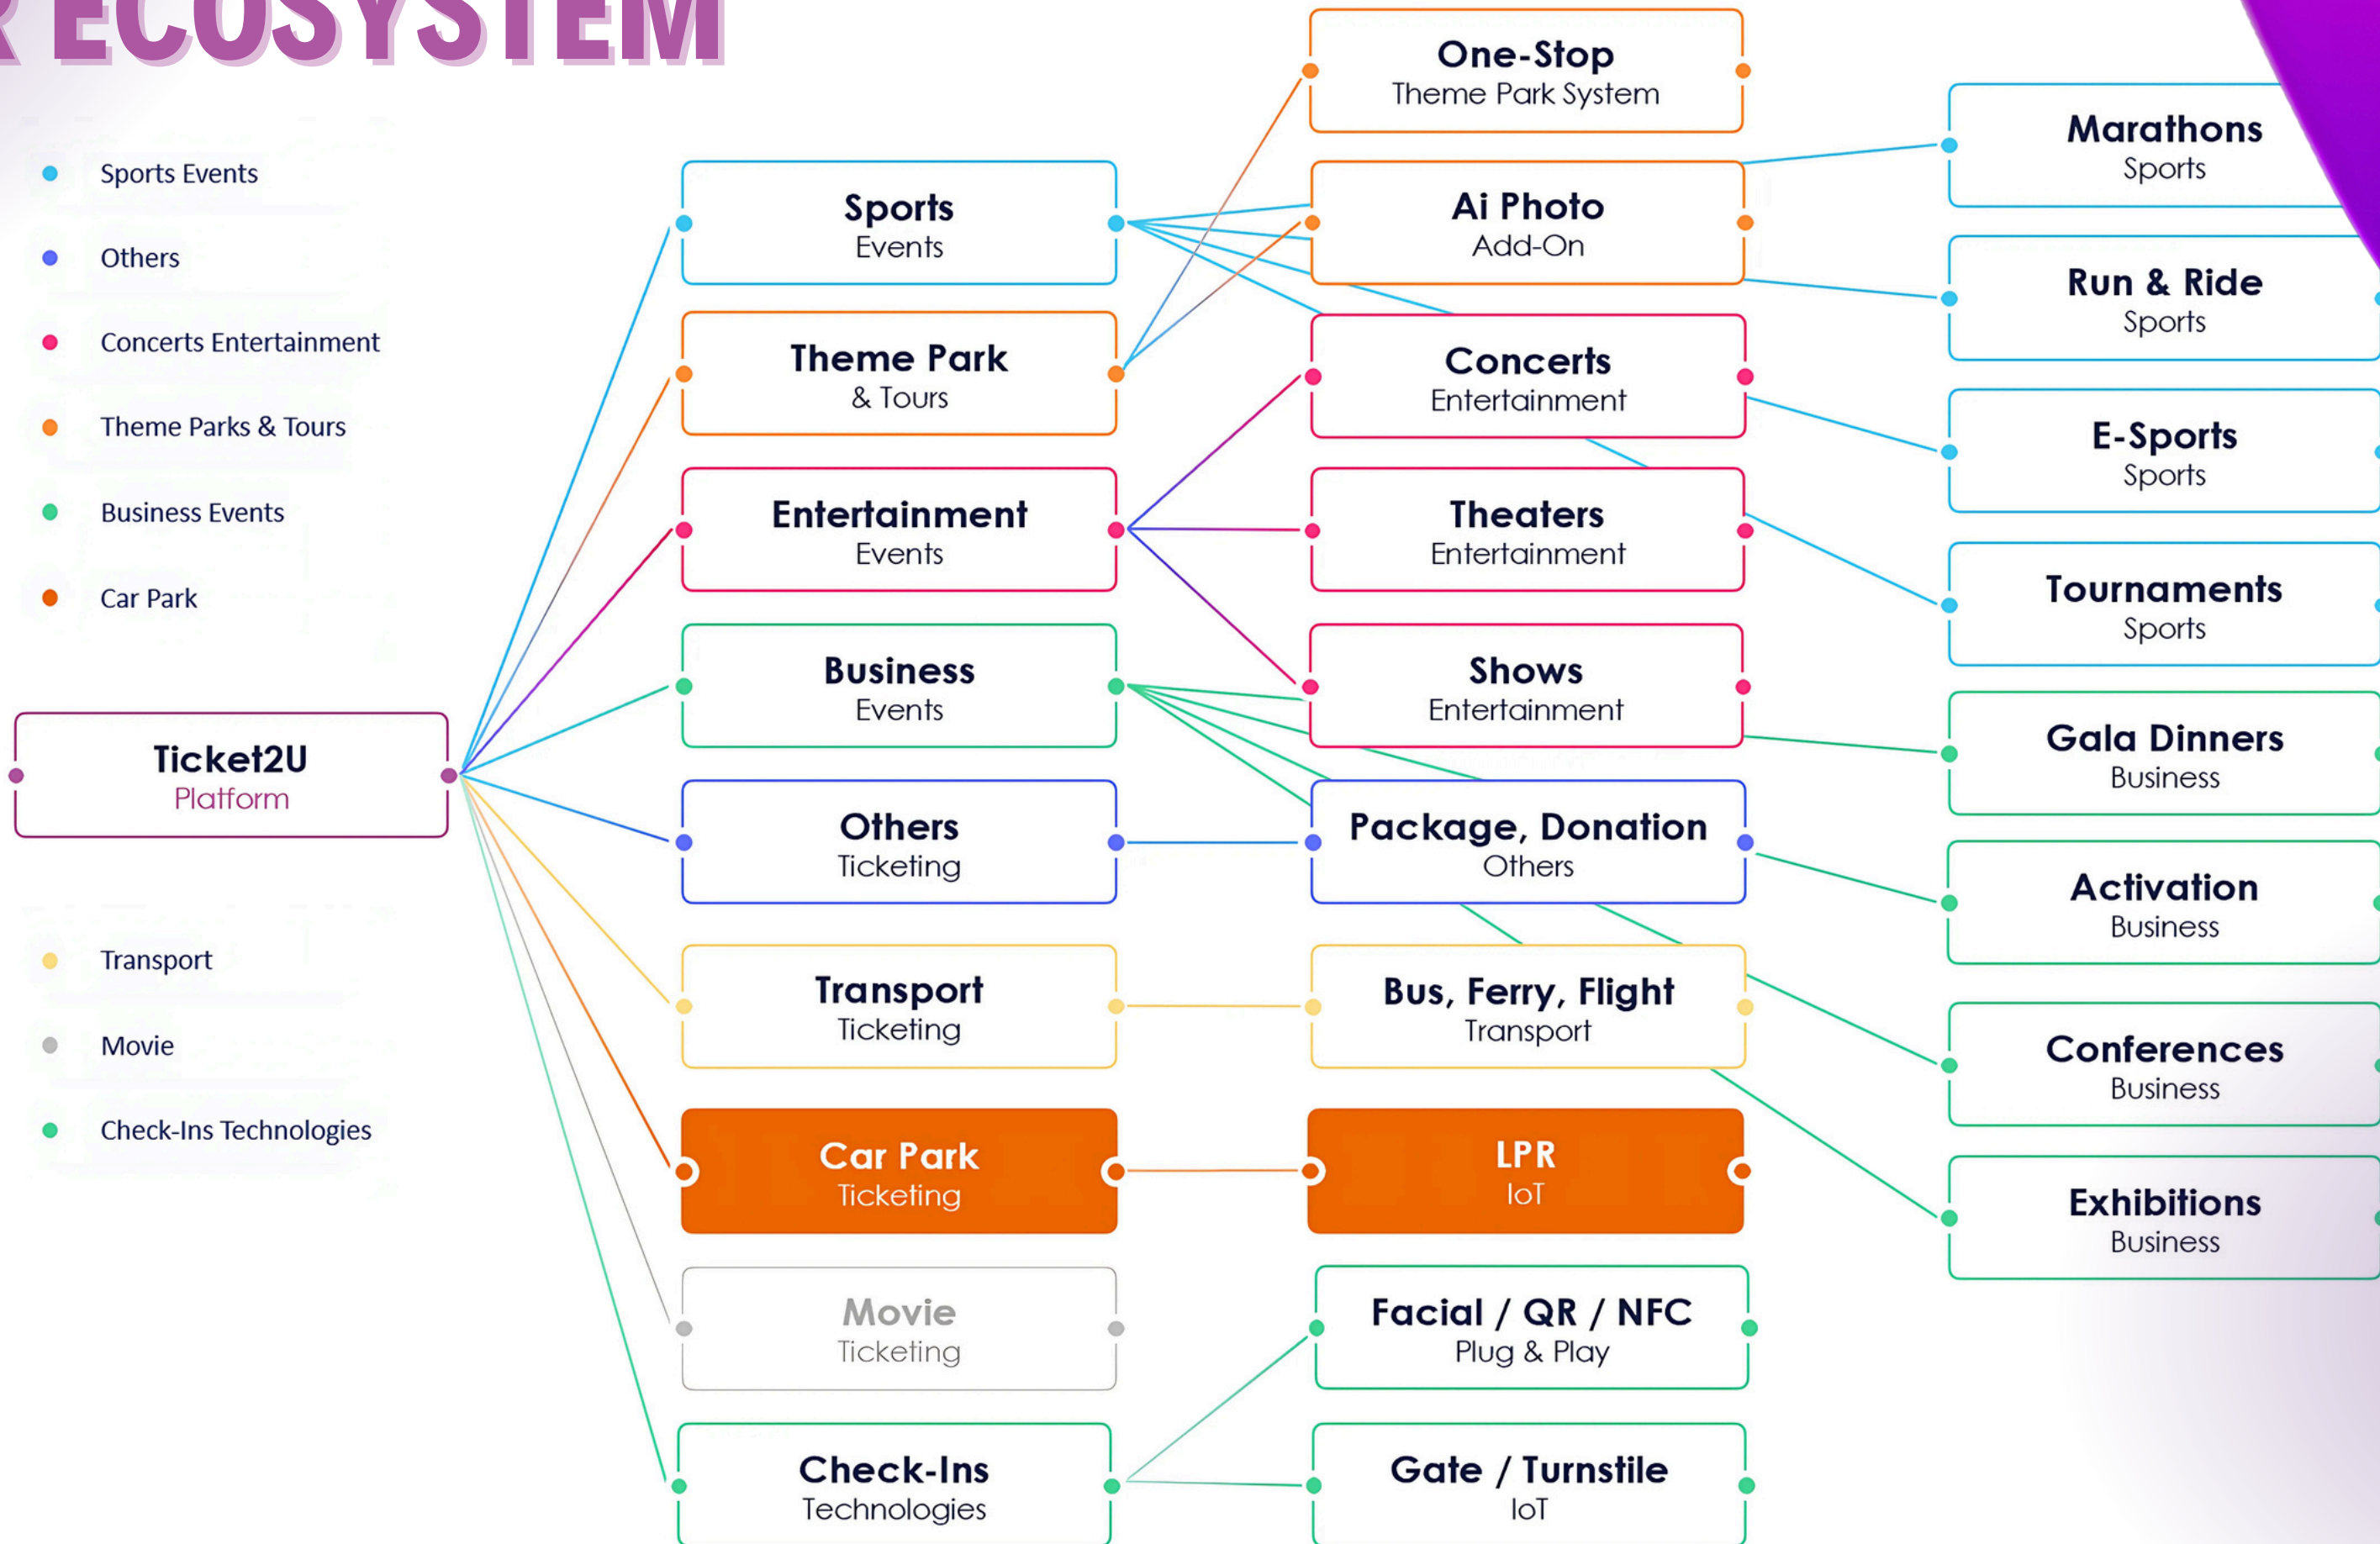 R ECOSYSTEM
Sports Events
Others
Concerts Entertainment
Theme Parks & Tours
Business Events
Car Park
Ticket2U
Platform
Transport
Movie
Check-Ins Technologies
Sports
Events
Theme Park
& Tours
Entertainment
Events
Business
Events
Others
Ticketing
Transport
Ticketing
Car Park
Ticketing
Movie
Ticketing
Check-Ins
Technologies
One-Stop
Theme Park System
Ai Photo
Add-On
Concerts
Entertainment
Theaters
Entertainment
Shows
Entertainment
Package, Donation
Others
Bus, Ferry, Flight
Transport
LPR
IoT
Facial / QR / NFC
Plug & Play
Gate / Turnstile
IoT
Marathons
Sports
Run & Ride
Sports
E-Sports
Sports
Tournaments
Sports
Gala Dinners
Business
Activation
Business
Conferences
Business
Exhibitions
Business